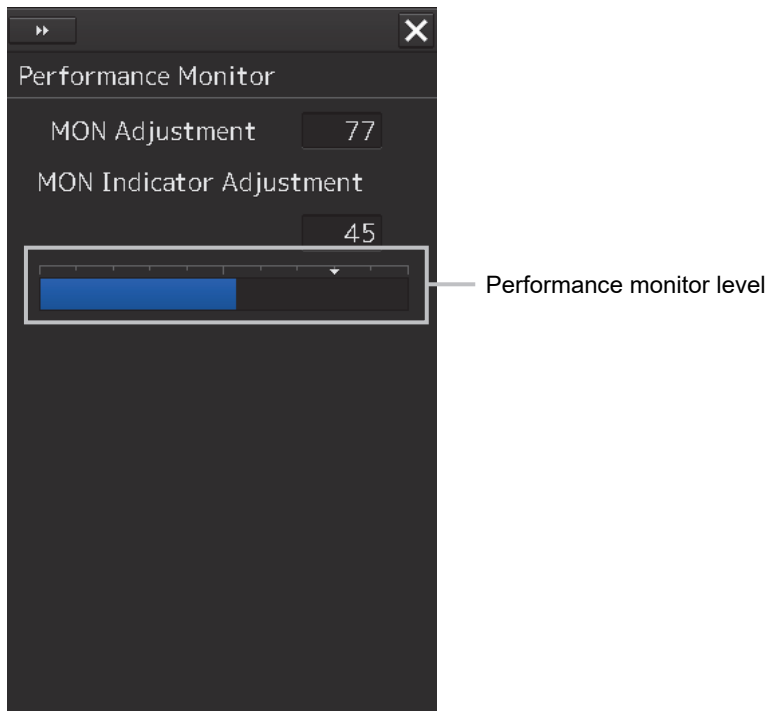 Performance Monitor
MON Adjustment 77
MON Indicator Adjustment
45
Performance monitor level